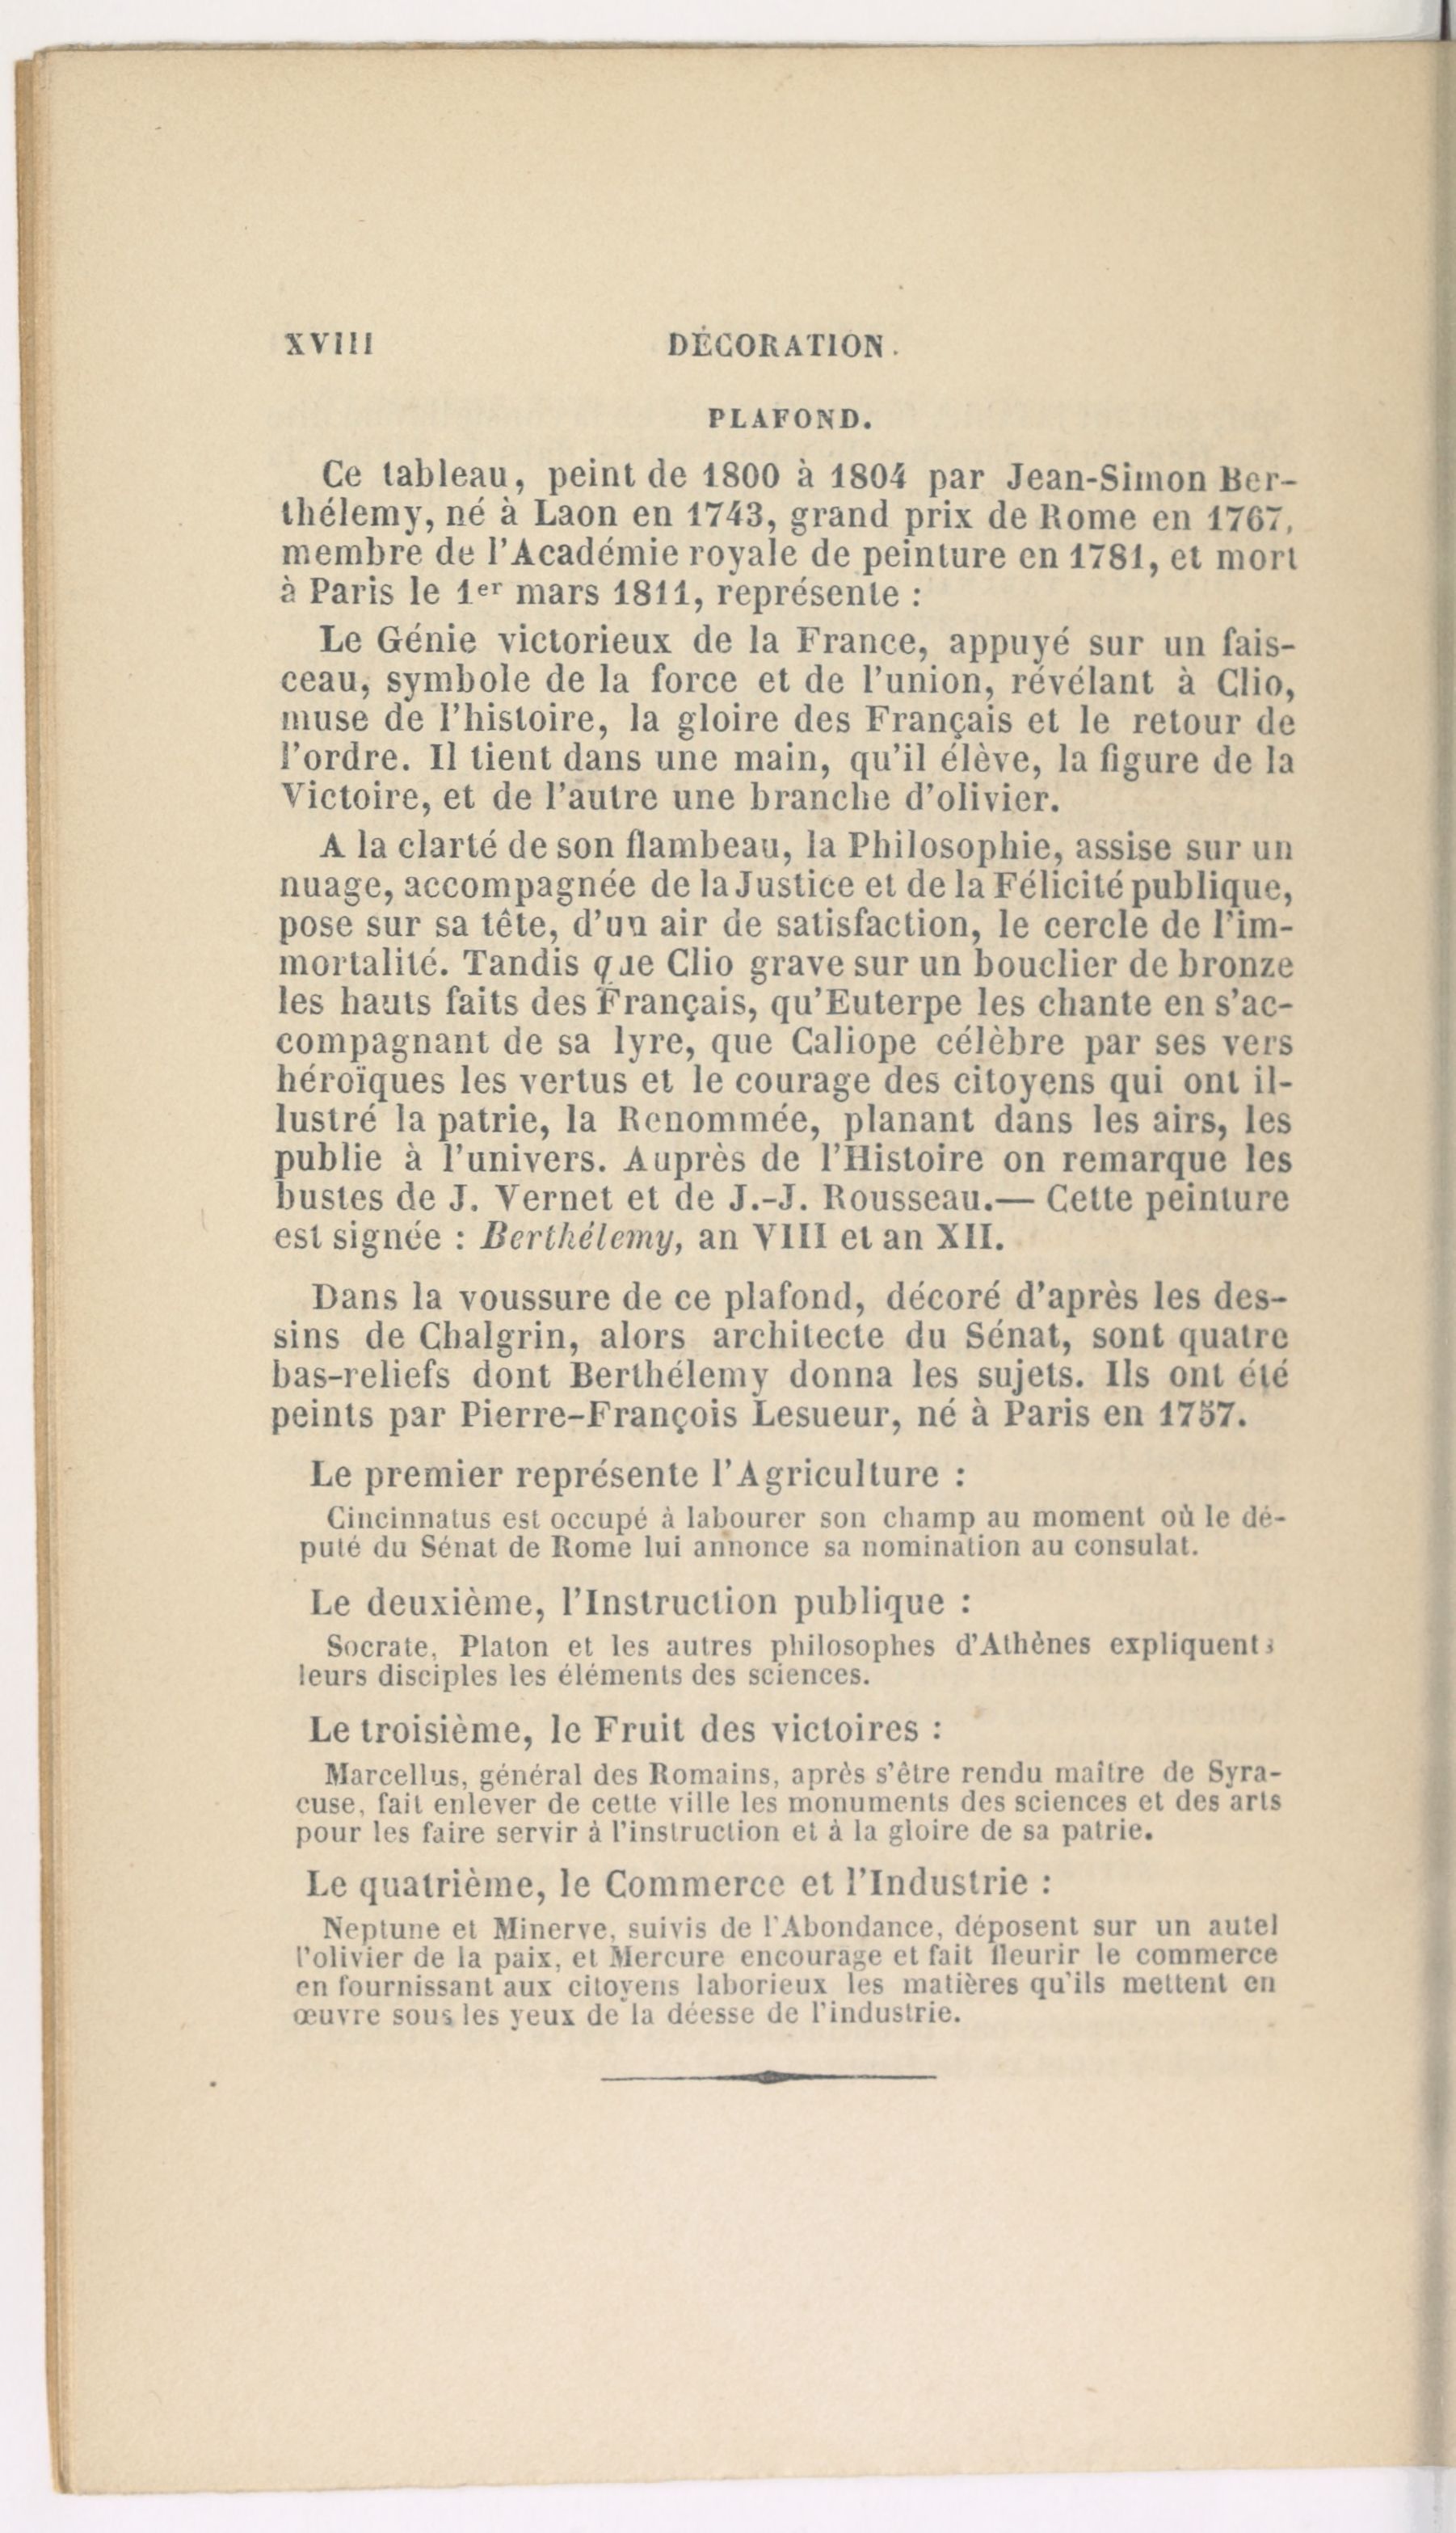 XVIII DÉCORATION.
PLAFOND.
Ce tableau, peint de 1800 à 1804 par Jean-Simon Ber-
thélemy, né à Laon en 1743, grand prix de Rome en 1767,
membre de l'Académie royale de peinture en 1781, et mort
à Paris le 1er mars 1811, représente :
Le Génie victorieux de la France, appuyé sur un fais-
ceau, symbole de la force et de l'union, révélant à Clio,
muse de l'histoire, la gloire des Français et le retour de
l'ordre. Il tient dans une main, qu'il élève, la figure de la
Victoire, et de l'autre une branche d'olivier.
A la clarté de son flambeau, la Philosophie, assise sur un
nuage, accompagnée de la Justice et de la Félicité publique,
pose sur sa tête, d'un air de satisfaction, le cercle de l'im-
mortalité. Tandis que Clio grave sur un bouclier de bronze
les hauts faits des Français, qu'Euterpe les chante en s'ac-
compagnant de sa lyre, que Caliope célèbre par ses vers
héroïques les vertus et le courage des citoyens qui ont il-
lustré la patrie, la Renommée, planant dans les airs, les
publie à l'univers. Auprès de l'Histoire on remarque les
bustes de J. Vernet et de J.-J. Rousseau.— Cette peinture
est signée : Berthélemy, an VIII et an XII.
Dans la voussure de ce plafond, décoré d'après les des-
sins de Chalgrin, alors architecte du Sénat, sont quatre
bas-reliefs dont Berthélemy donna les sujets. Ils ont été
peints par Pierre-François Lesueur, né à Paris en 1757.
Le premier représente l'Agriculture :
Cincinnatus est occupé à labourer son champ au moment où le dé-
puté du Sénat de Rome lui annonce sa nomination au consulat.
Le deuxième, l'Instruction publique :
Socrate, Platon et les autres philosophes d'Athènes expliquent
leurs disciples les éléments des sciences.
Le troisième, le Fruit des victoires :
Marcellus, général des Romains, après s'être rendu maître de Syra-
cuse, fait enlever de cette ville les monuments des sciences et des arts
pour les faire servir à l'instruction et à la gloire de sa patrie.
Le quatrième, le Commerce et l'Industrie :
Neptune et Minerve, suivis de l'Abondance, déposent sur un autel
l'olivier de la paix, et Mercure encourage et fait fleurir le commerce
en fournissant aux citoyens laborieux les matières qu'ils mettent en
œuvre sous les yeux de la déesse de l'industrie.